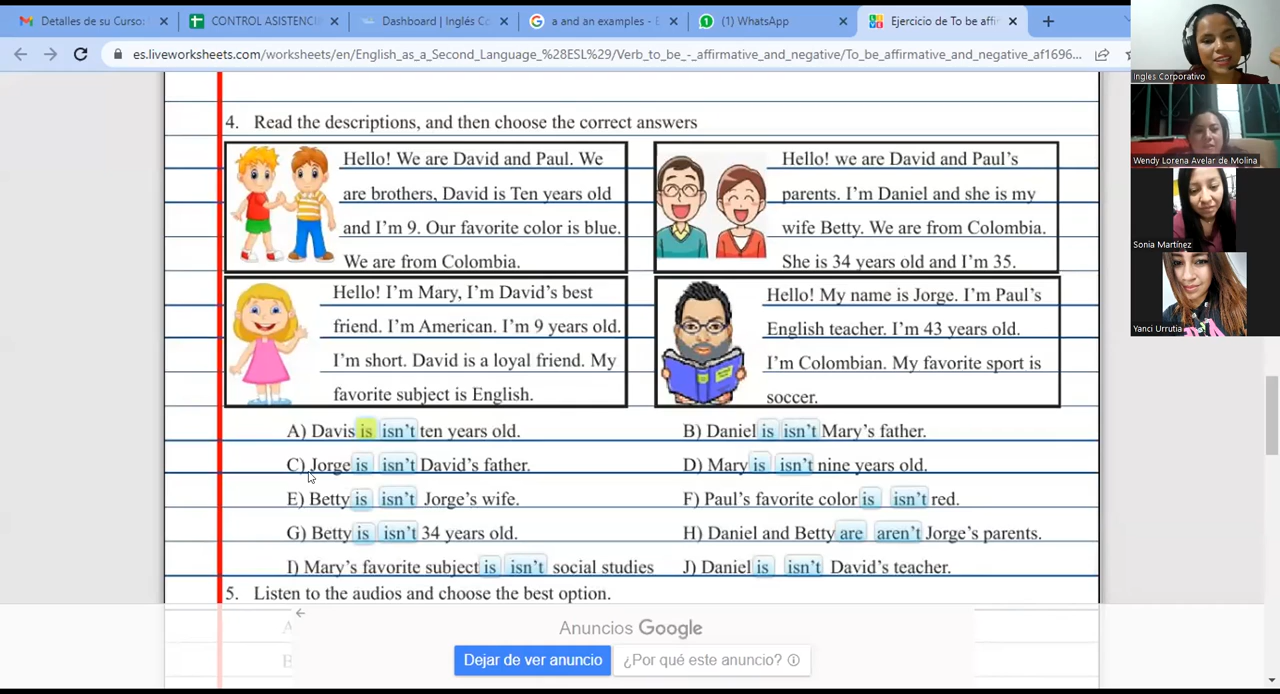 Detalles de su Curso:
CONTROL ASISTENCI
Dashboard | Inglés Co
a and an examples - B
(1) WhatsApp
Ejercicio de To be affi
es.liveworksheets.com/worksheets/en/English_as_a_Second_Language_%28ESL%29/Verb_to_be_-_affirmative_and_negative/To_be_affirmative_and_negative_af1696...
Ingles Corporativo
Wendy Lorena Avelar de Molina
Sonia Martínez
Yanci Urrutia
4. Read the descriptions, and then choose the correct answers
Hello! We are David and Paul. We
are brothers, David is Ten years old
and I'm 9. Our favorite color is blue.
We are from Colombia.
Hello! we are David and Paul's
parents. I'm Daniel and she is my
wife Betty. We are from Colombia.
She is 34 years old and I'm 35.
Hello! I'm Mary, I'm David's best
friend. I'm American. I'm 9 years old.
I'm short. David is a loyal friend. My
favorite subject is English.
Hello! My name is Jorge. I'm Paul's
English teacher. I'm 43 years old.
I'm Colombian. My favorite sport is
soccer.
A) Davis is isn't ten years old.
B) Daniel is isn't Mary's father.
C) Jorge is isn't David's father.
D) Mary is isn't nine years old.
E) Betty is isn't Jorge's wife.
F) Paul's favorite color is isn't red.
G) Betty is isn't 34 years old.
H) Daniel and Betty are aren't Jorge's parents.
I) Mary's favorite subject is isn't social studies
J) Daniel is isn't David's teacher.
5. Listen to the audios and choose the best option.
Anuncios Google
Dejar de ver anuncio
¿Por qué este anuncio?